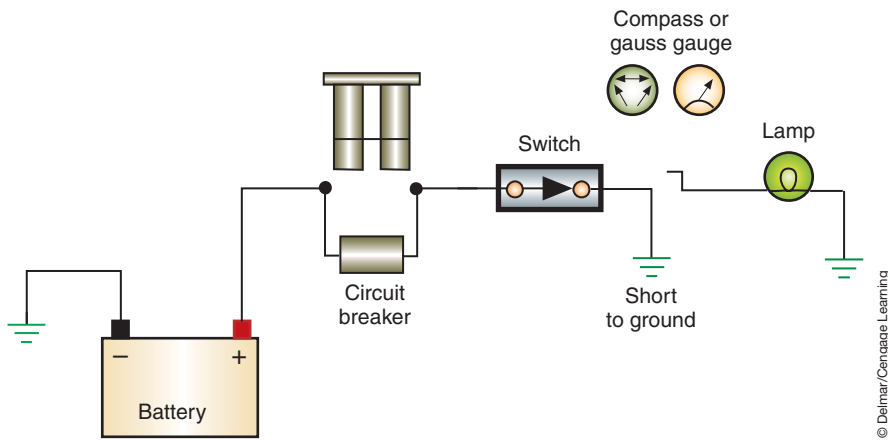 Compass or
gauss gauge
Lamp
Switch
Circuit
breaker
Short
to ground
− +
Battery
© Delmar/Cengage Learning